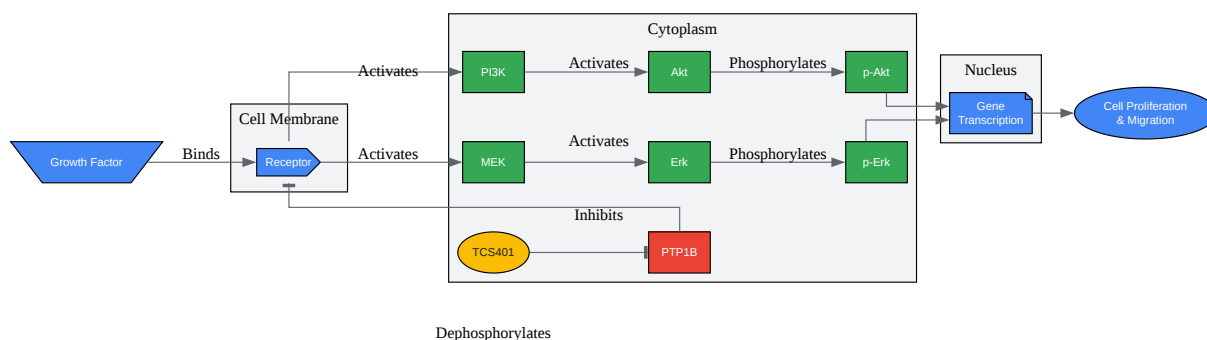 Cytoplasm
PI3K
Activates
Akt
Phosphorylates
p-Akt
Activates
Nucleus
Gene
Transcription
Cell Proliferation
& Migration
Cell Membrane
Growth Factor
Binds
Receptor
Activates
MEK
Activates
Erk
Phosphorylates
p-Erk
Inhibits
TCS401
PTP1B
Dephosphorylates